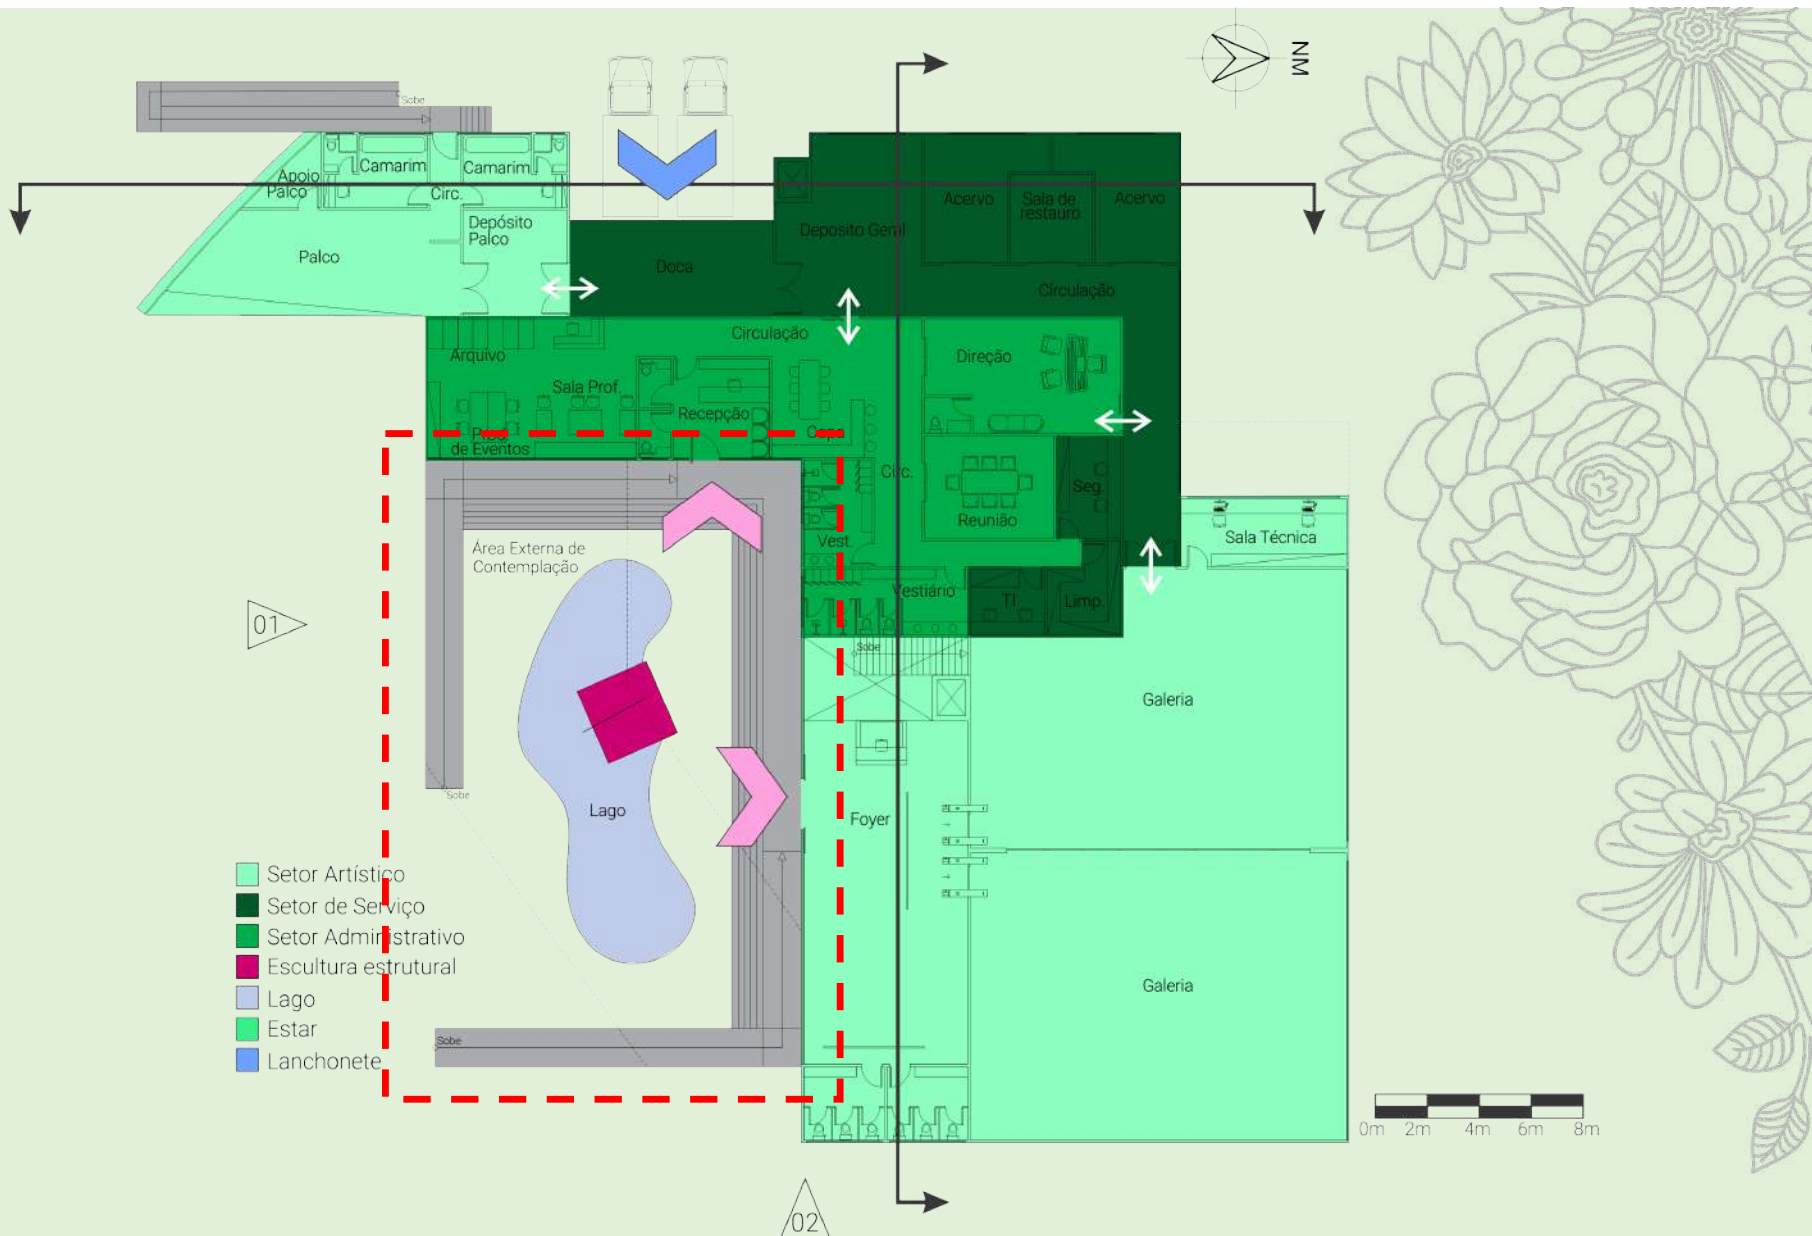 NM
Sobe
Camarim
Camarim
Apoio
Palco
Circ.
Depósito
Palco
Palco
Acervo
Sala de
restauro
Acervo
Deposito Geral
Doca
Circulação
Circulação
Arquivo
Direção
Sala Prof.
Recepção
Copa
Prod.
de Eventos
Circ.
Seg.
Reunião
Sala Técnica
Vest.
Área Externa de
Contemplação
Vestiário
TI
Limp.
01
Sobe
Galeria
Sobe
Lago
Foyer
Setor Artístico
Setor de Serviço
Setor Administrativo
Escultura estrutural
Lago
Estar
Lanchonete
Galeria
Sobe
0m 2m 4m 6m 8m
02